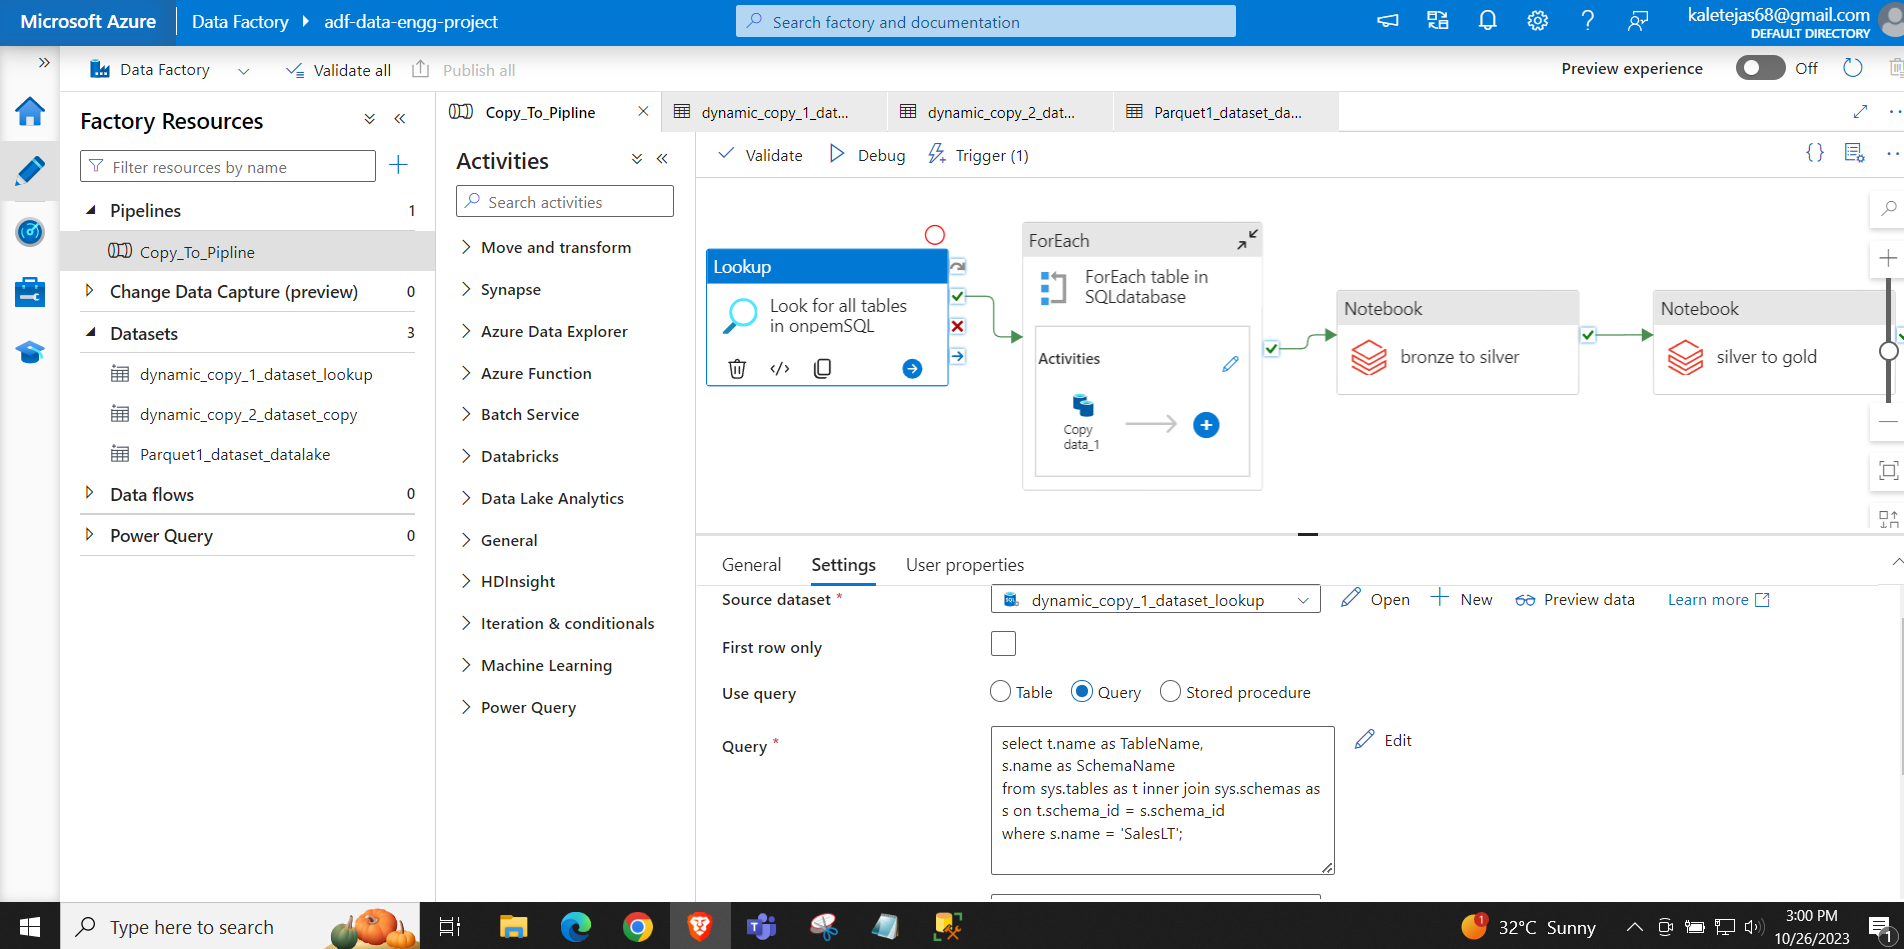 Microsoft Azure
Data Factory
adf-data-engg-project
Search factory and documentation
kaletejas68@gmail.com
DEFAULT DIRECTORY
Data Factory
Validate all
Publish all
Preview experience
Off
Factory Resources
Filter resources by name
Pipelines 1
Copy_To_Pipline
Change Data Capture (preview) 0
Datasets 3
dynamic_copy_1_dataset_lookup
dynamic_copy_2_dataset_copy
Parquet1_dataset_datalake
Data flows 0
Power Query 0
Copy_To_Pipline
dynamic_copy_1_dat...
dynamic_copy_2_dat...
Parquet1_dataset_da...
Activities
Search activities
Move and transform
Synapse
Azure Data Explorer
Azure Function
Batch Service
Databricks
Data Lake Analytics
General
HDInsight
Iteration & conditionals
Machine Learning
Power Query
Validate
Debug
Trigger (1)
Lookup
Look for all tables
in onpemSQL
ForEach
ForEach table in
SQLdatabase
Activities
Copy
data_1
Notebook
bronze to silver
Notebook
silver to gold
General
Settings
User properties
Source dataset *
dynamic_copy_1_dataset_lookup
Open
New
Preview data
Learn more
First row only
Use query
Table
Query
Stored procedure
Query *
select t.name as TableName,
s.name as SchemaName
from sys.tables as t inner join sys.schemas as
s on t.schema_id = s.schema_id
where s.name = 'SalesLT';
Edit
Type here to search
1
32°C Sunny
3:00 PM
10/26/2023
1